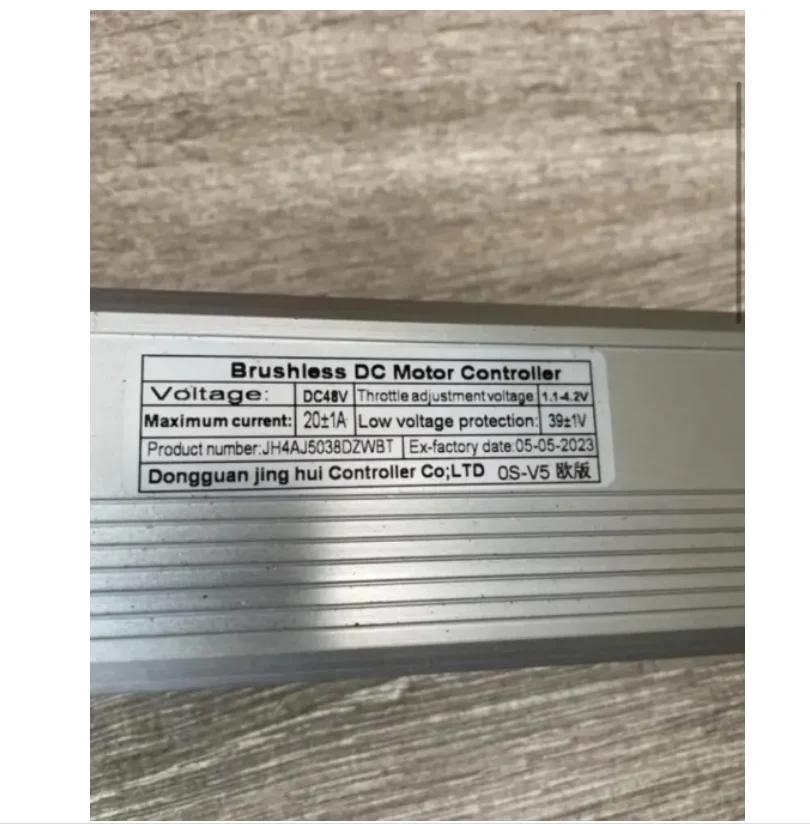 Brushless DC Motor Controller
Voltage: DC48V Throttle adjustment voltage 1.1-4.2V
Maximum current: 20±1A Low voltage protection: 39±1V
Product number:JH4AJ5038DZWBT Ex-factory date:05-05-2023
Dongguan jing hui Controller Co;LTD OS-V5 欧版